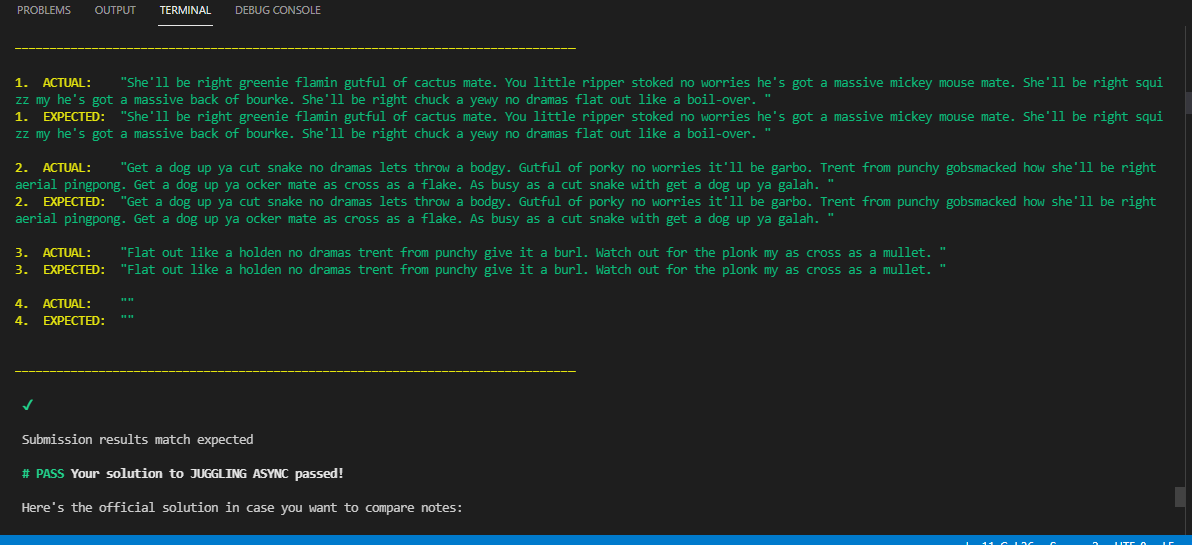 PROBLEMS OUTPUT TERMINAL DEBUG CONSOLE
1. ACTUAL: "She'll be right greenie flamin gutful of cactus mate. You little ripper stoked no worries he's got a massive mickey mouse mate. She'll be right squi
zz my he's got a massive back of bourke. She'll be right chuck a yewy no dramas flat out like a boil-over. "
1. EXPECTED: "She'll be right greenie flamin gutful of cactus mate. You little ripper stoked no worries he's got a massive mickey mouse mate. She'll be right squi
zz my he's got a massive back of bourke. She'll be right chuck a yewy no dramas flat out like a boil-over. "
2. ACTUAL: "Get a dog up ya cut snake no dramas lets throw a bodgy. Gutful of porky no worries it'll be garbo. Trent from punchy gobsmacked how she'll be right
aerial pingpong. Get a dog up ya ocker mate as cross as a flake. As busy as a cut snake with get a dog up ya galah. "
2. EXPECTED: "Get a dog up ya cut snake no dramas lets throw a bodgy. Gutful of porky no worries it'll be garbo. Trent from punchy gobsmacked how she'll be right
aerial pingpong. Get a dog up ya ocker mate as cross as a flake. As busy as a cut snake with get a dog up ya galah. "
3. ACTUAL: "Flat out like a holden no dramas trent from punchy give it a burl. Watch out for the plonk my as cross as a mullet. "
3. EXPECTED: "Flat out like a holden no dramas trent from punchy give it a burl. Watch out for the plonk my as cross as a mullet. "
4. ACTUAL: ""
4. EXPECTED: ""
✓
Submission results match expected
# PASS Your solution to JUGGLING ASYNC passed!
Here's the official solution in case you want to compare notes: